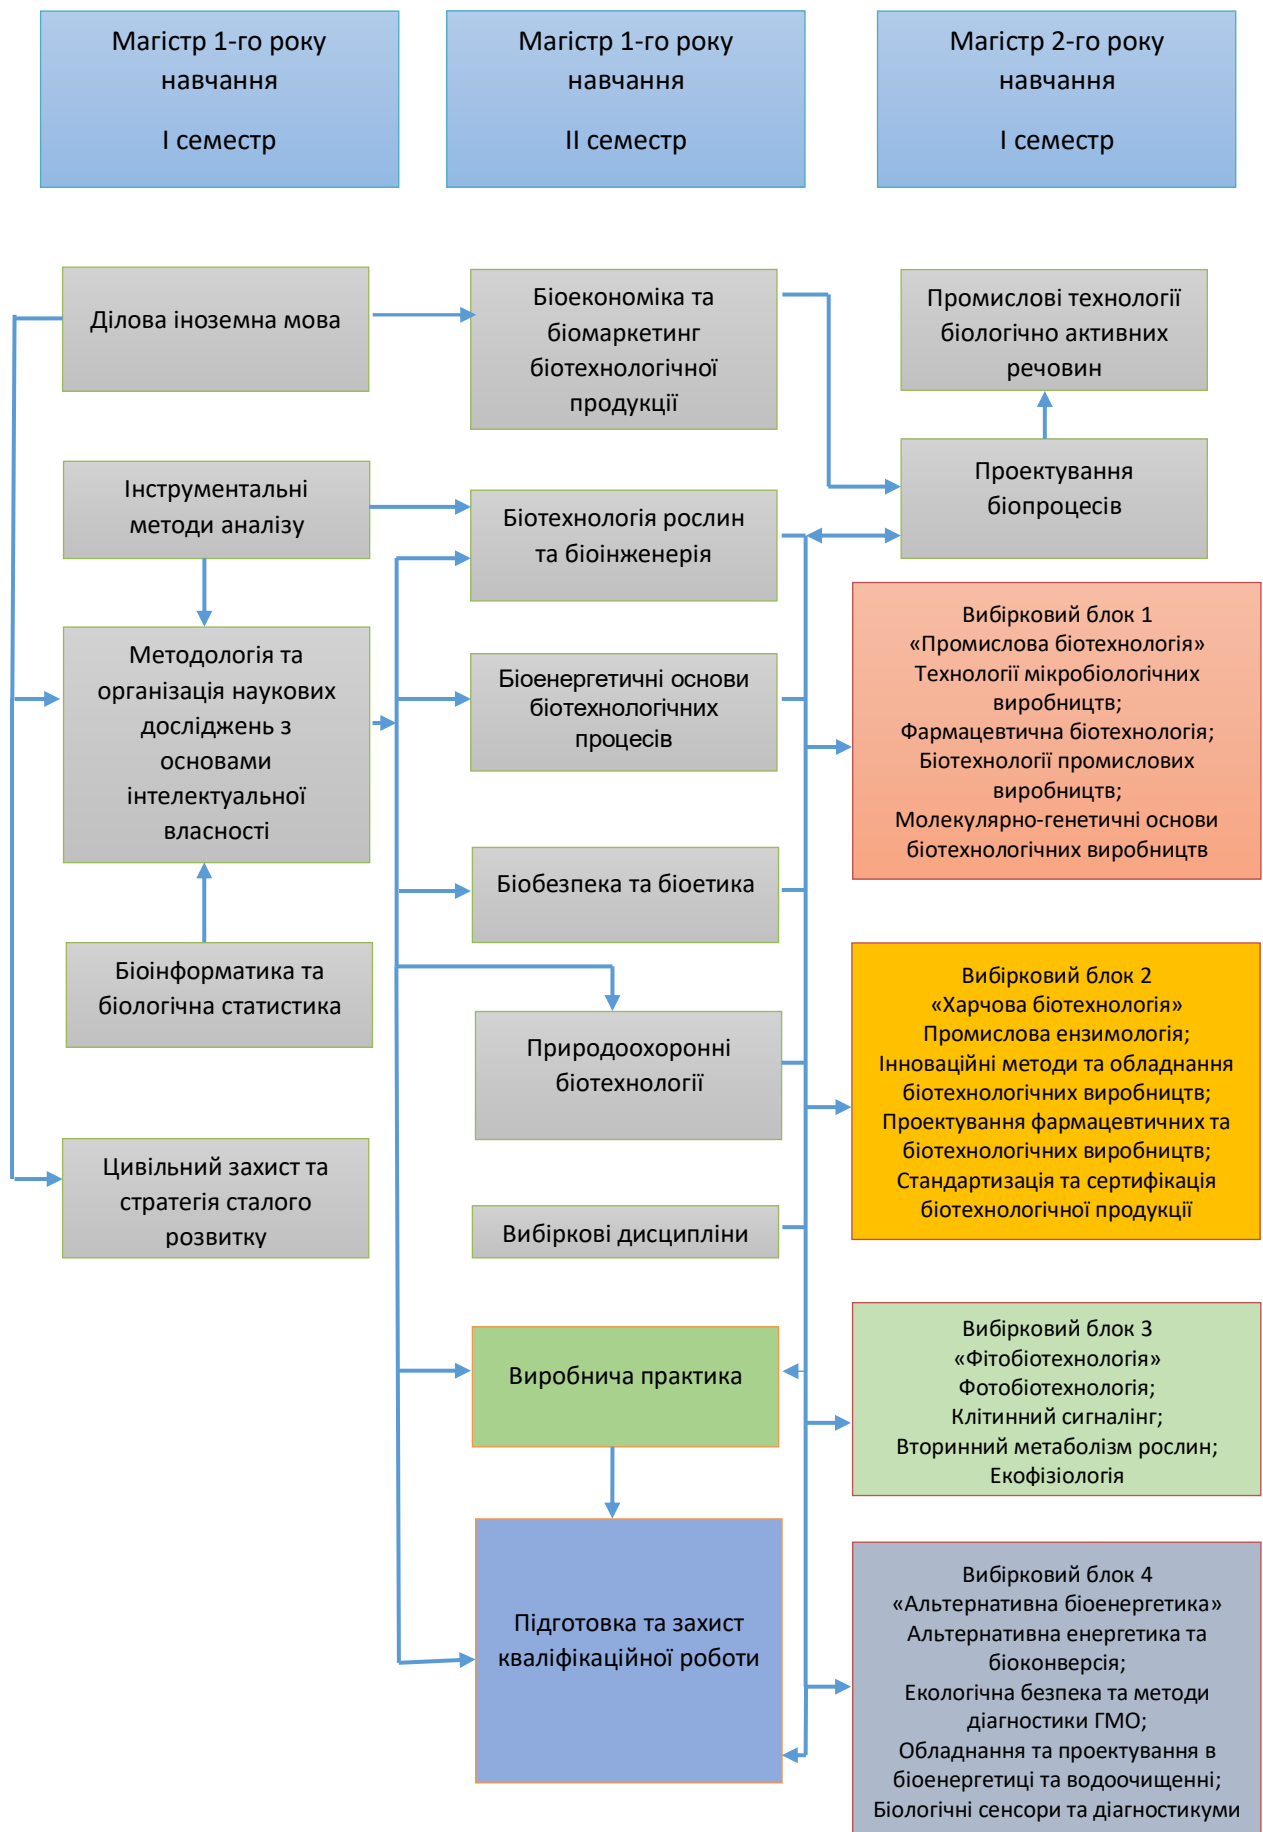 Магістр 1-го року
навчання
І семестр
Магістр 1-го року
навчання
ІІ семестр
Магістр 2-го року
навчання
І семестр
Ділова іноземна мова
Інструментальні
методи аналізу
Методологія та
організація наукових
досліджень з
основами
інтелектуальної
власності
Біоінформатика та
біологічна статистика
Цивільний захист та
стратегія сталого
розвитку
Біоекономіка та
біомаркетинг
біотехнологічної
продукції
Біотехнологія рослин
та біоінженерія
Біоенергетичні основи
біотехнологічних
процесів
Біобезпека та біоетика
Природоохоронні
біотехнології
Вибіркові дисципліни
Виробнича практика
Підготовка та захист
кваліфікаційної роботи
Промислові технології
біологічно активних
речовин
Проектування
біопроцесів
Вибірковий блок 1
«Промислова біотехнологія»
Технології мікробіологічних
виробництв;
Фармацевтична біотехнологія;
Біотехнології промислових
виробництв;
Молекулярно-генетичні основи
біотехнологічних виробництв
Вибірковий блок 2
«Харчова біотехнологія»
Промислова ензимологія;
Інноваційні методи та обладнання
біотехнологічних виробництв;
Проектування фармацевтичних та
біотехнологічних виробництв;
Стандартизація та сертифікація
біотехнологічної продукції
Вибірковий блок 3
«Фітобіотехнологія»
Фотобіотехнологія;
Клітинний сигналінг;
Вторинний метаболізм рослин;
Екофізіологія
Вибірковий блок 4
«Альтернативна біоенергетика»
Альтернативна енергетика та
біоконверсія;
Екологічна безпека та методи
діагностики ГМО;
Обладнання та проектування в
біоенергетиці та водоочищенні;
Біологічні сенсори та діагностикуми